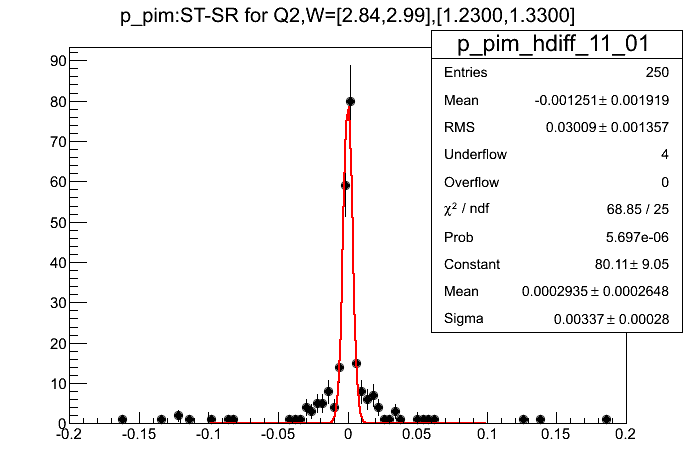 p_pim:ST-SR for Q2,W=[2.84,2.99],[1.2300,1.3300]
p_pim_hdiff_11_01
Entries 250
Mean -0.001251 ± 0.001919
RMS 0.03009 ± 0.001357
Underflow 4
Overflow 0
χ² / ndf 68.85 / 25
Prob 5.697e-06
Constant 80.11 ± 9.05
Mean 0.0002935 ± 0.0002648
Sigma 0.00337 ± 0.00028
90
80
70
60
50
40
30
20
10
0
-0.2 -0.15 -0.1 -0.05 0 0.05 0.1 0.15 0.2